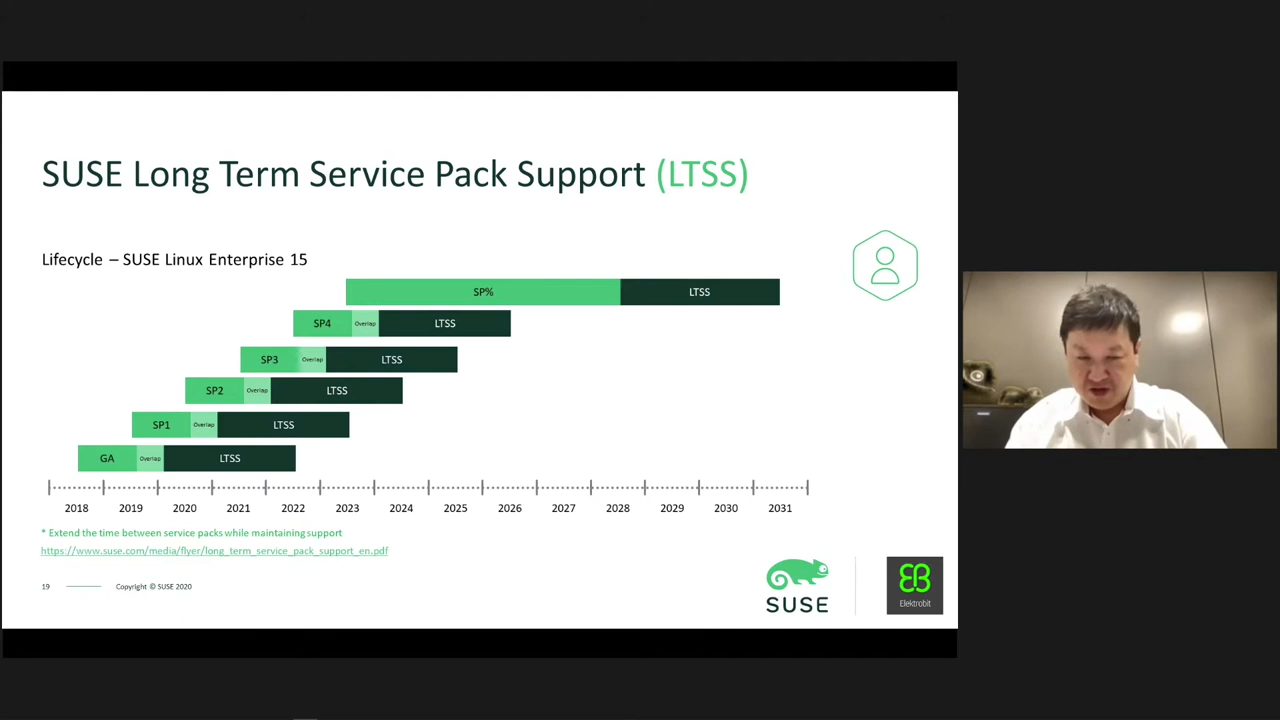 SUSE Long Term Service Pack Support (LTSS)
Lifecycle – SUSE Linux Enterprise 15
SP% LTSS
SP4 Overlap LTSS
SP3 Overlap LTSS
SP2 Overlap LTSS
SP1 Overlap LTSS
GA Overlap LTSS
2018 2019 2020 2021 2022 2023 2024 2025 2026 2027 2028 2029 2030 2031
* Extend the time between service packs while maintaining support
https://www.suse.com/media/flyer/long_term_service_pack_support_en.pdf
19 Copyright © SUSE 2020
SUSE
EB
Elektrobit